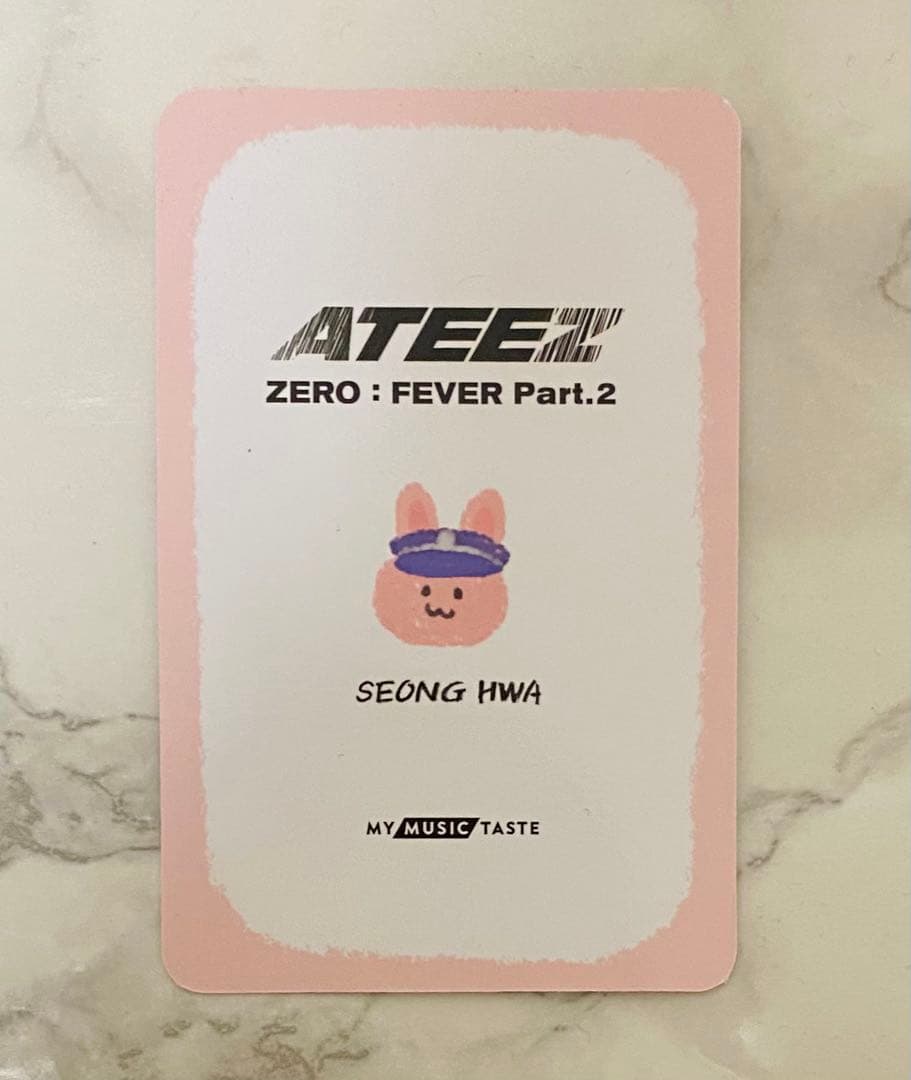 ATEEZ
ZERO : FEVER Part.2
SEONG HWA
MY MUSIC TASTE